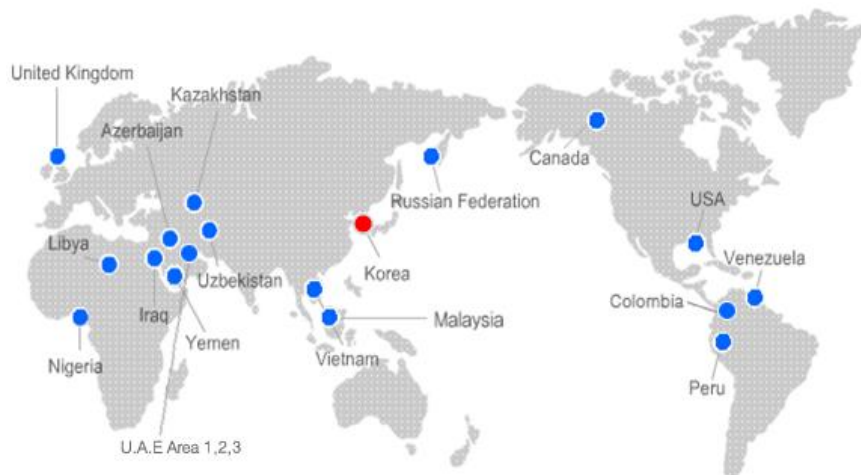 United Kingdom
Kazakhstan
Azerbaijan
Canada
Russian Federation
USA
Libya
Korea
Venezuela
Uzbekistan
Colombia
Iraq
Malaysia
Yemen
Vietnam
Nigeria
Peru
U.A.E Area 1,2,3